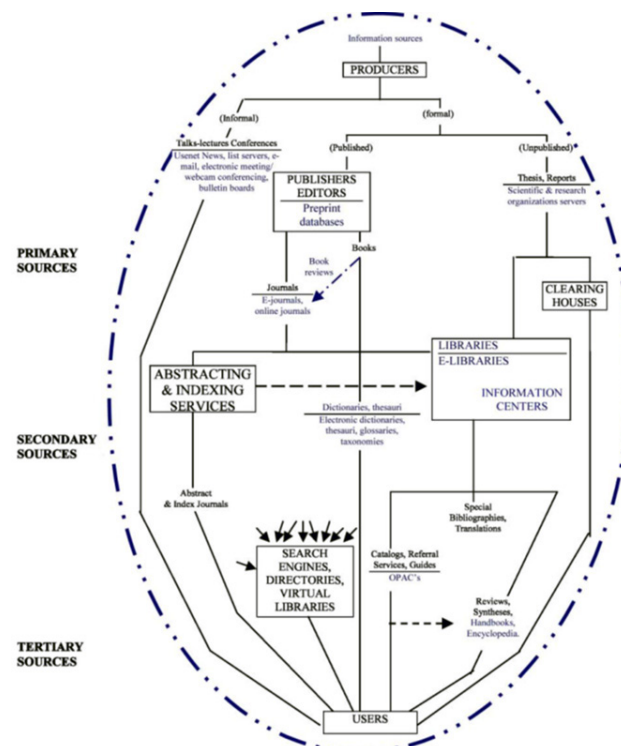 Information sources
PRODUCERS
(Informal)
(formal)
Talks-lectures Conferences
Usenet News, list servers, e-
mail, electronic meeting/
webcam conferencing,
bulletin boards
(Published)
(Unpublished)
PUBLISHERS
EDITORS
Preprint
databases
Thesis, Reports
Scientific & research
organizations servers
PRIMARY
SOURCES
Books
Book
reviews
Journals
E-journals,
online journals
CLEARING
HOUSES
LIBRARIES
E-LIBRARIES
INFORMATION
CENTERS
ABSTRACTING
& INDEXING
SERVICES
Dictionaries, thesauri
Electronic dictionaries,
thesauri, glossaries,
taxonomies
SECONDARY
SOURCES
Abstract
& Index Journals
Special
Bibliographies,
Translations
SEARCH
ENGINES,
DIRECTORIES,
VIRTUAL
LIBRARIES
Catalogs, Referral
Services, Guides
OPAC's
Reviews,
Syntheses,
Handbooks,
Encyclopedia.
TERTIARY
SOURCES
USERS